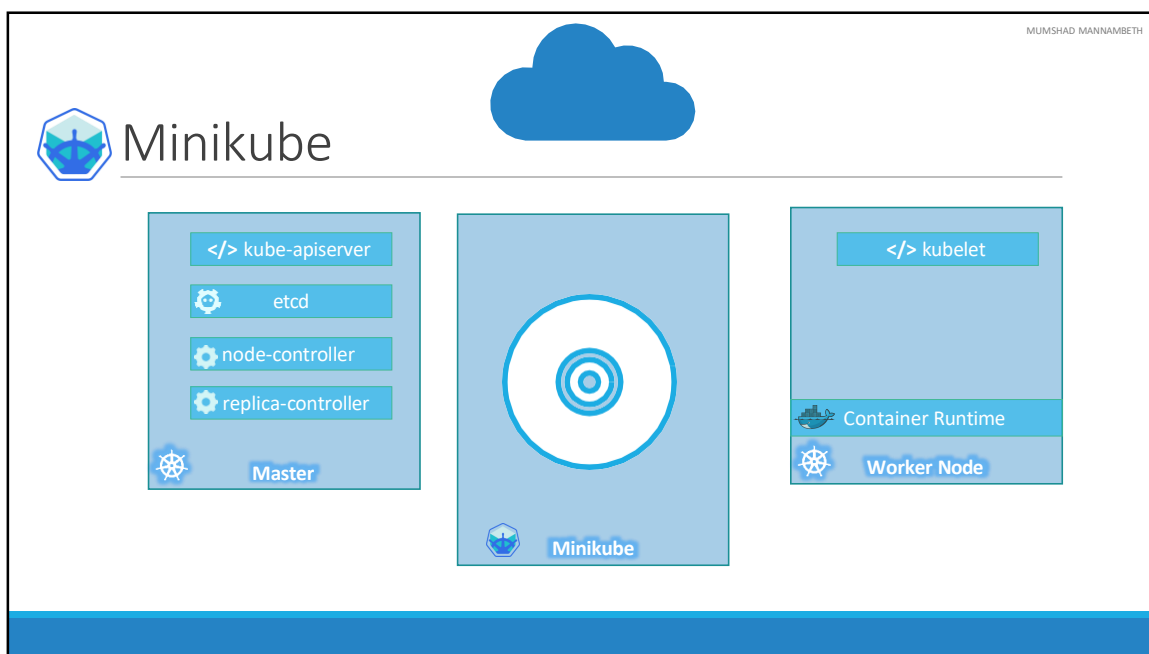 MUMSHAD MANNAMBETH
Minikube
</> kube-apiserver
etcd
node-controller
replica-controller
Master
Minikube
</> kubelet
Container Runtime
Worker Node